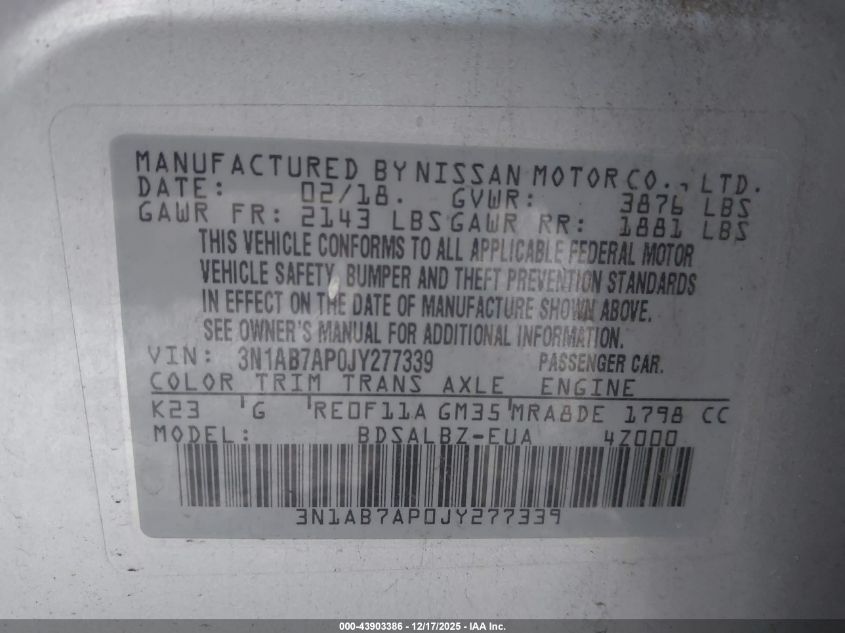 MANUFACTURED BY NISSAN MOTOR CO., LTD.
DATE: 02/18. GVWR: 3876 LBS
GAWR FR: 2143 LBS GAWR RR: 1881 LBS
THIS VEHICLE CONFORMS TO ALL APPLICABLE FEDERAL MOTOR
VEHICLE SAFETY, BUMPER AND THEFT PREVENTION STANDARDS
IN EFFECT ON THE DATE OF MANUFACTURE SHOWN ABOVE.
SEE OWNER'S MANUAL FOR ADDITIONAL INFORMATION.
VIN: 3N1AB7AP0JY277339 PASSENGER CAR.
COLOR TRIM TRANS AXLE ENGINE
K23 G RE0F11A GM35 MRA8DE 1798 CC
MODEL: BDSALBZ-EUA 4Z000
3N1AB7AP0JY277339
000-43903386 - 12/17/2025 - IAA Inc.